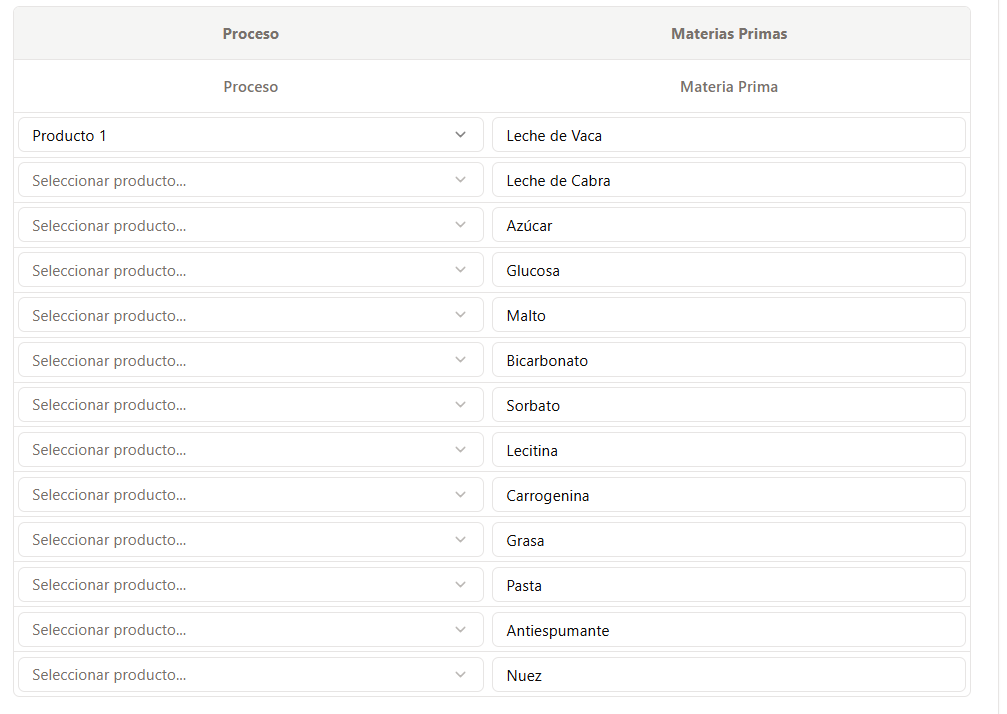 Proceso Materias Primas
Proceso Materia Prima
Producto 1 Leche de Vaca
Seleccionar producto... Leche de Cabra
Seleccionar producto... Azúcar
Seleccionar producto... Glucosa
Seleccionar producto... Malto
Seleccionar producto... Bicarbonato
Seleccionar producto... Sorbato
Seleccionar producto... Lecitina
Seleccionar producto... Carrogenina
Seleccionar producto... Grasa
Seleccionar producto... Pasta
Seleccionar producto... Antiespumante
Seleccionar producto... Nuez